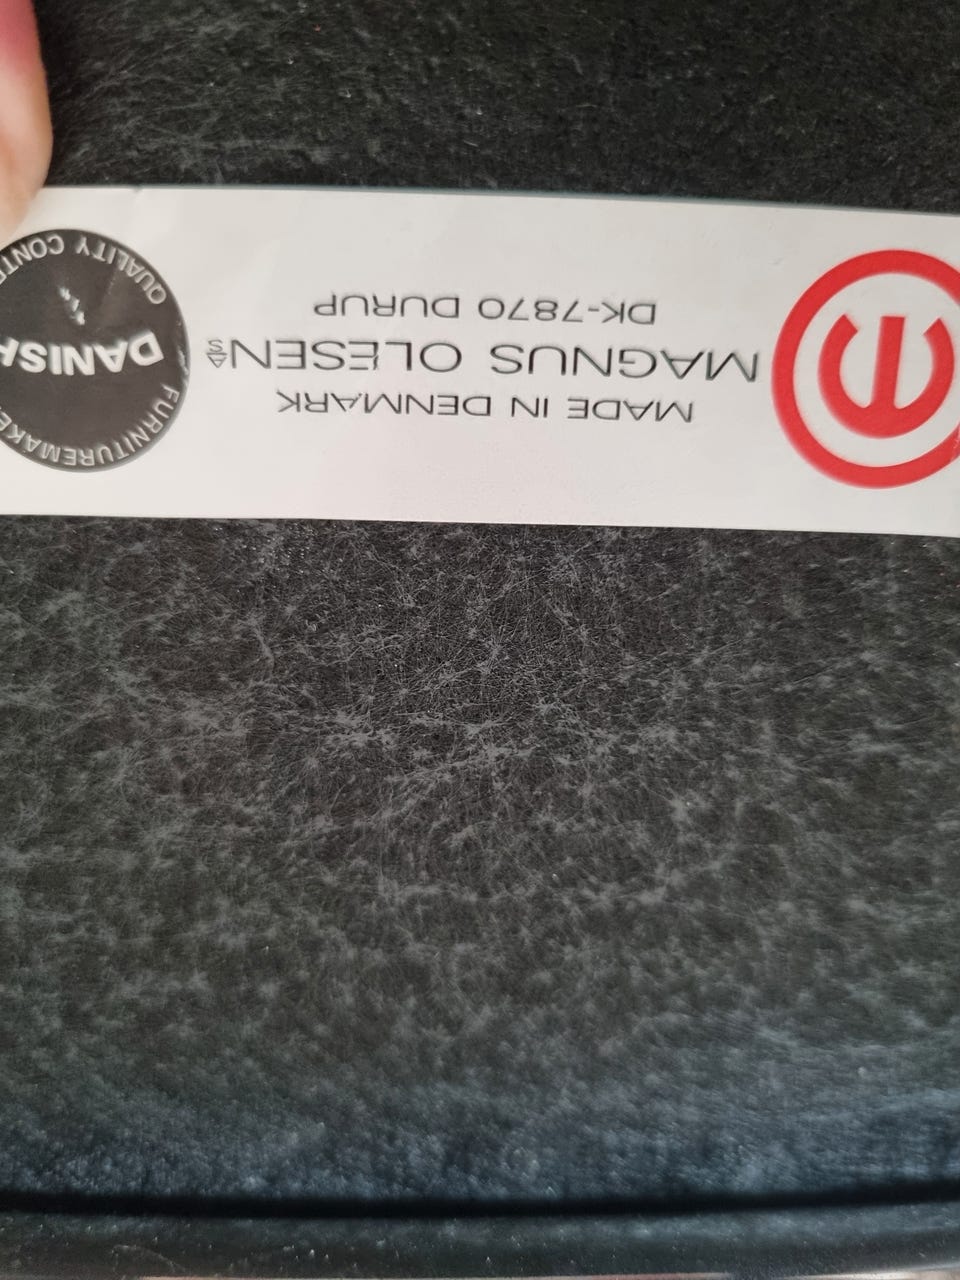 MADE IN DENMARK
MAGNUS OLESEN A/S
DK-7870 DURUP
FURNITUREMAKE
DANISH
QUALITY CONT